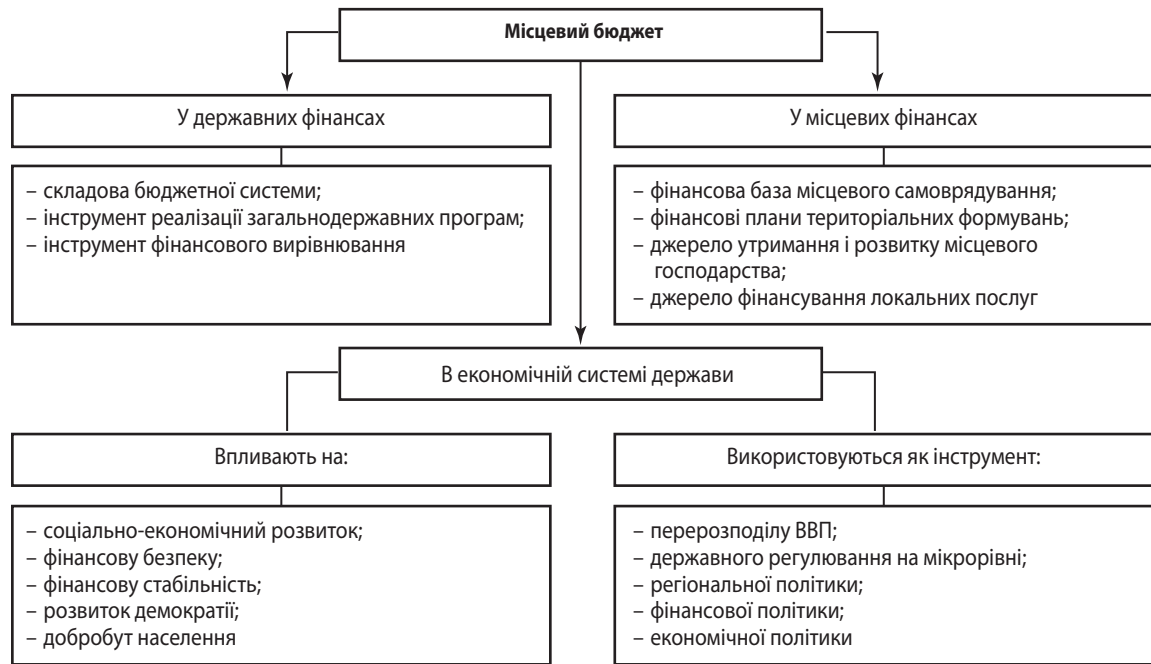 Місцевий бюджет
У державних фінансах
– складова бюджетної системи;
– інструмент реалізації загальнодержавних програм;
– інструмент фінансового вирівнювання
У місцевих фінансах
– фінансова база місцевого самоврядування;
– фінансові плани територіальних формувань;
– джерело утримання і розвитку місцевого
господарства;
– джерело фінансування локальних послуг
В економічній системі держави
Впливають на:
– соціально-економічний розвиток;
– фінансову безпеку;
– фінансову стабільність;
– розвиток демократії;
– добробут населення
Використовуються як інструмент:
– перерозподілу ВВП;
– державного регулювання на мікрорівні;
– регіональної політики;
– фінансової політики;
– економічної політики